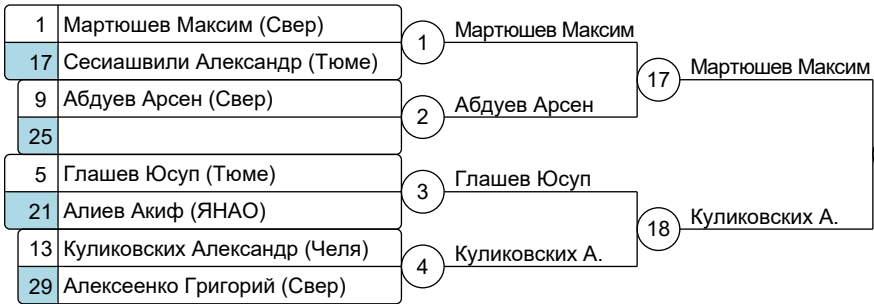 1 Мартюшев Максим (Свер)
17 Сесиашвили Александр (Тюме)
1 Мартюшев Максим
9 Абдуев Арсен (Свер)
25
2 Абдуев Арсен
17 Мартюшев Максим
5 Глашев Юсуп (Тюме)
21 Алиев Акиф (ЯНАО)
3 Глашев Юсуп
13 Куликовских Александр (Челя)
29 Алексеенко Григорий (Свер)
4 Куликовских А.
18 Куликовских А.